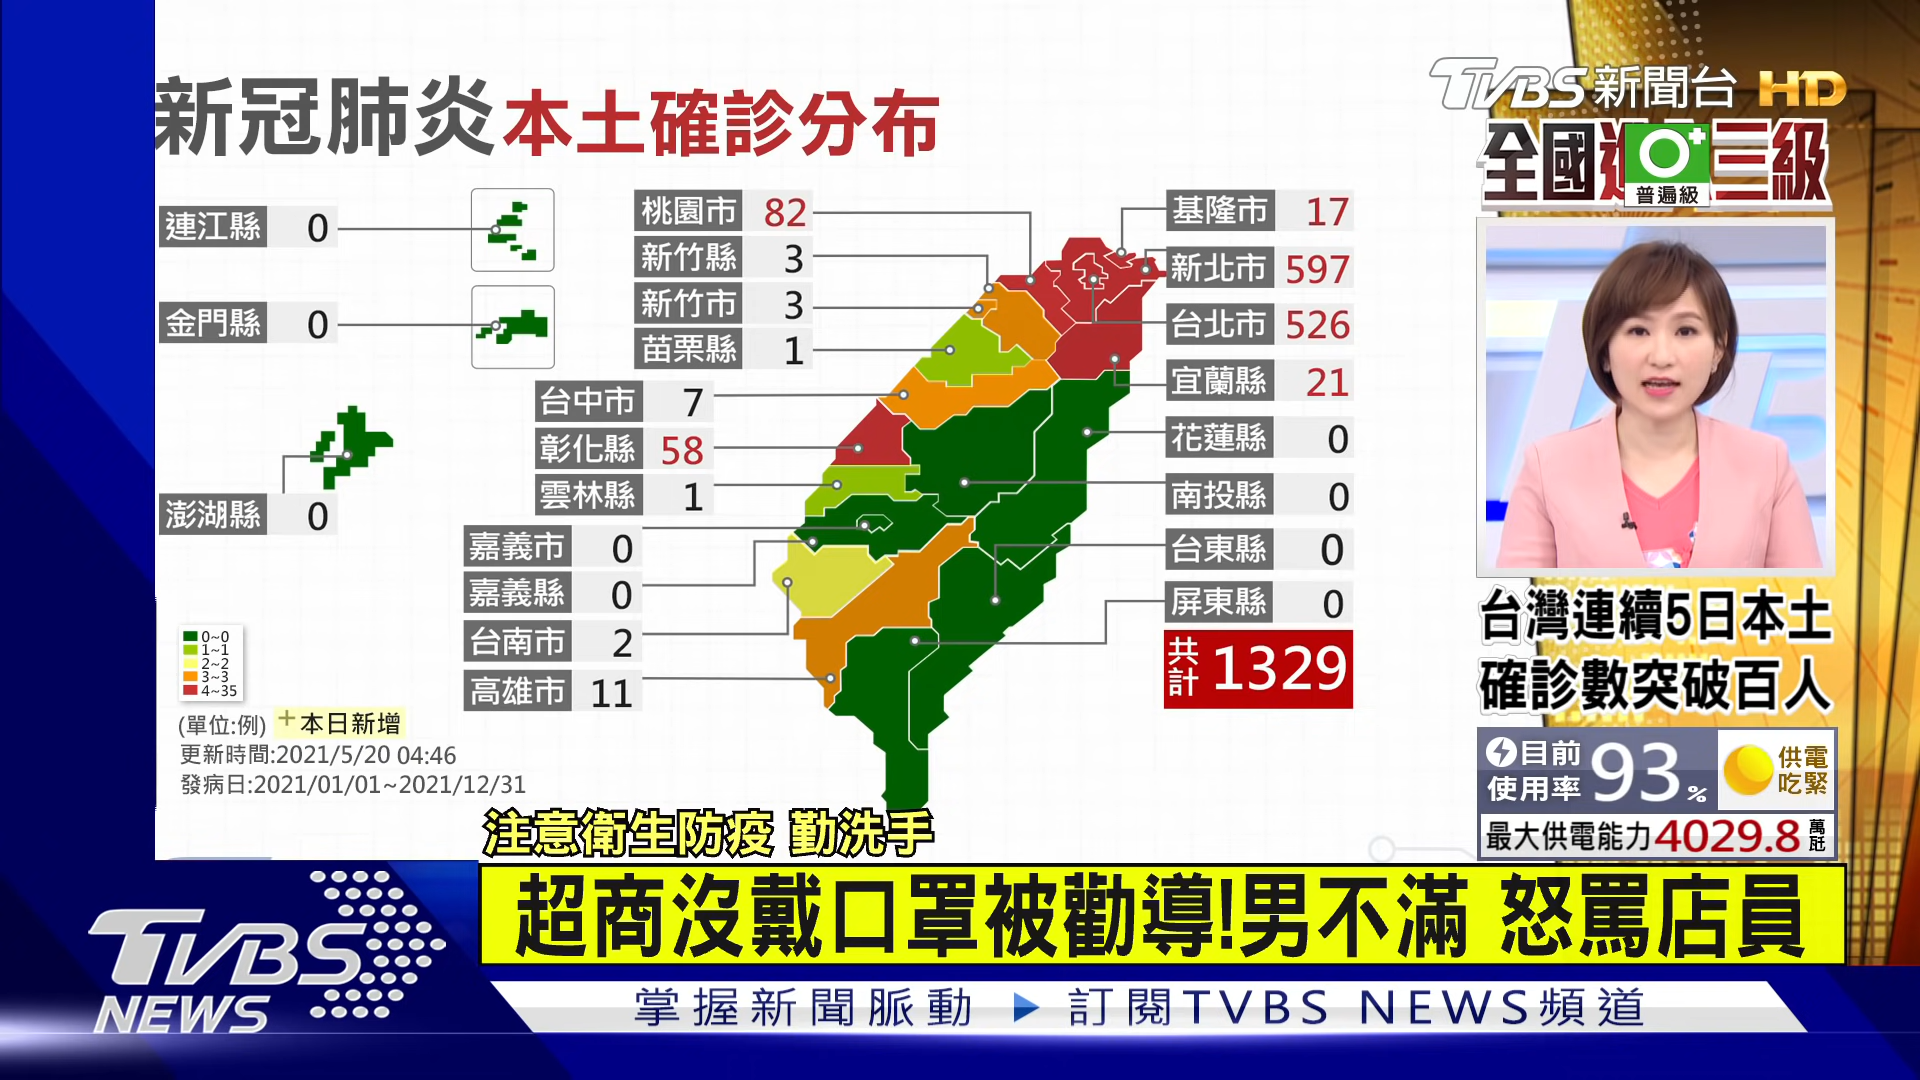 新冠肺炎本土確診分布
TVBS新聞台 HD
全國進 三級
普遍級
連江縣 0
金門縣 0
澎湖縣 0
桃園市 82
新竹縣 3
新竹市 3
苗栗縣 1
台中市 7
彰化縣 58
雲林縣 1
嘉義市 0
嘉義縣 0
台南市 2
高雄市 11
基隆市 17
新北市 597
台北市 526
宜蘭縣 21
花蓮縣 0
南投縣 0
台東縣 0
屏東縣 0
共計 1329
0~0
1~1
2~2
3~3
4~35
(單位:例) +本日新增
更新時間:2021/5/20 04:46
發病日:2021/01/01~2021/12/31
台灣連續5日本土
確診數突破百人
目前使用率 93% 供電吃緊
最大供電能力4029.8萬瓩
注意衛生防疫 勤洗手
超商沒戴口罩被勸導!男不滿 怒罵店員
TVBS
NEWS
掌握新聞脈動 ▶ 訂閱TVBS NEWS頻道